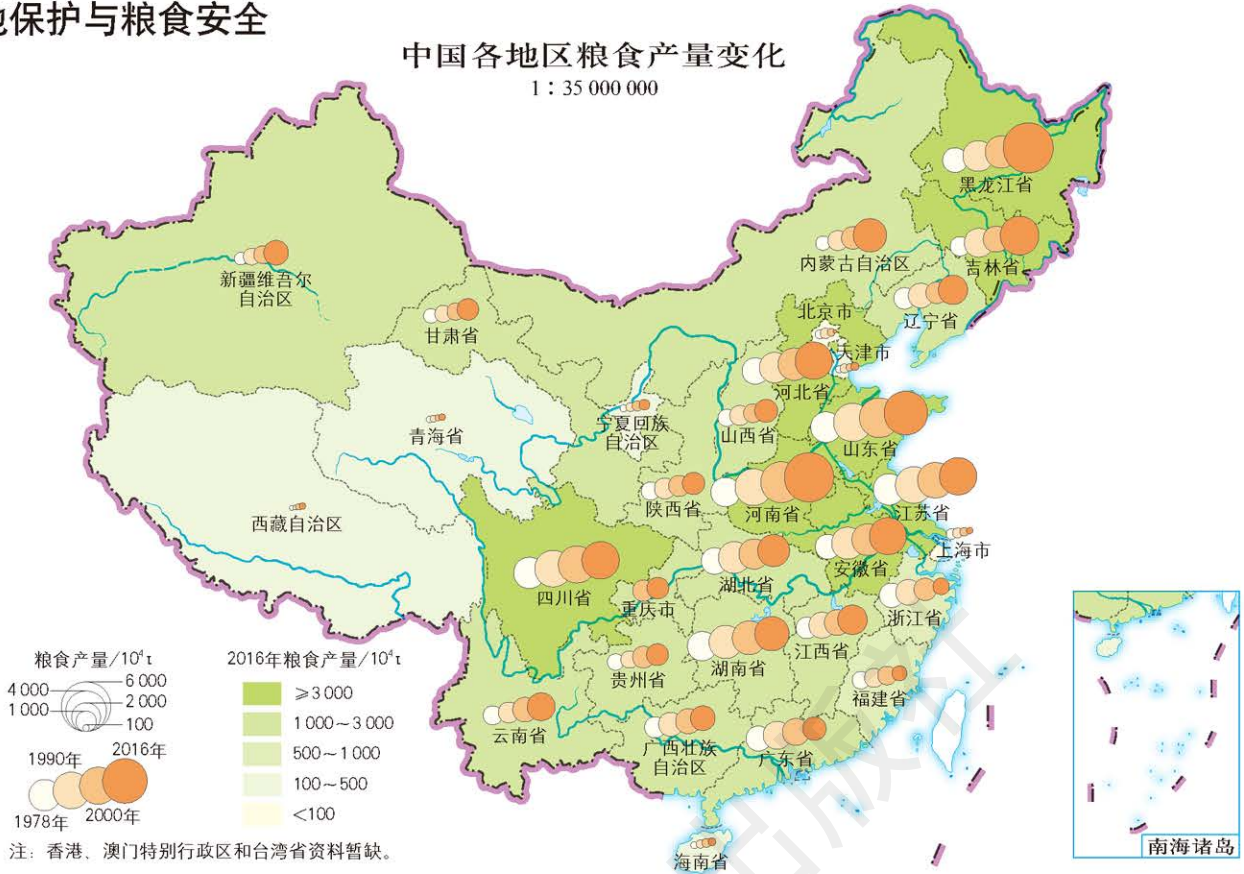 地保护与粮食安全
中国各地区粮食产量变化
1：35 000 000
黑龙江省
内蒙古自治区
吉林省
新疆维吾尔
自治区
辽宁省
北京市
甘肃省
天津市
河北省
宁夏回族
自治区
青海省
山西省
山东省
陕西省
河南省
江苏省
西藏自治区
上海市
安徽省
湖北省
四川省
重庆市
浙江省
湖南省
江西省
贵州省
福建省
云南省
广西壮族
自治区
广东省
海南省
南海诸岛
粮食产量/10⁴t
6 000
4 000
2 000
1 000
100
1990年
2016年
1978年
2000年
2016年粮食产量/10⁴t
≥3 000
1 000～3 000
500～1 000
100～500
<100
注：香港、澳门特别行政区和台湾省资料暂缺。
出版社